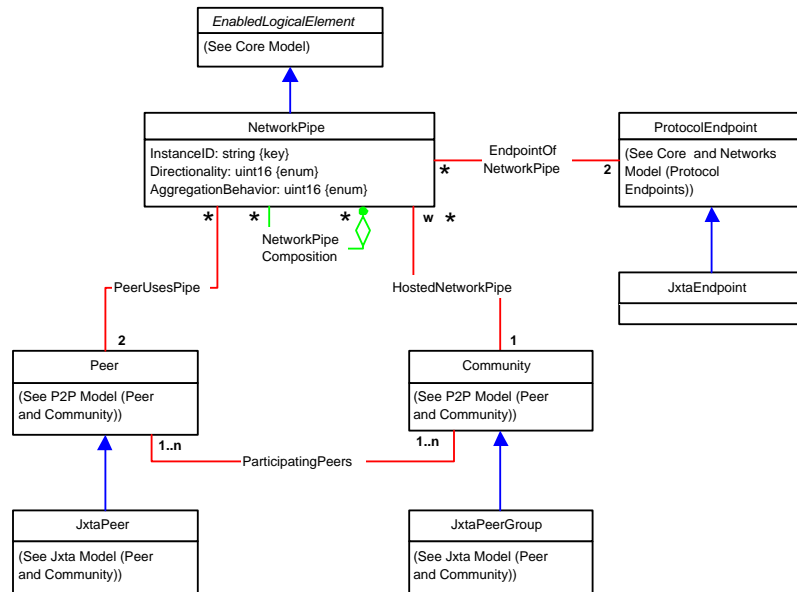 EnabledLogicalElement
(See Core Model)
NetworkPipe
InstanceID: string {key}
Directionality: uint16 {enum}
AggregationBehavior: uint16 {enum}
ProtocolEndpoint
(See Core and Networks
Model (Protocol
Endpoints))
EndpointOf
NetworkPipe
*
2
*
*
*
w
*
NetworkPipe
Composition
JxtaEndpoint
PeerUsesPipe
HostedNetworkPipe
2
1
Peer
(See P2P Model (Peer
and Community))
Community
(See P2P Model (Peer
and Community))
1..n
1..n
ParticipatingPeers
JxtaPeer
(See Jxta Model (Peer
and Community))
JxtaPeerGroup
(See Jxta Model (Peer
and Community))